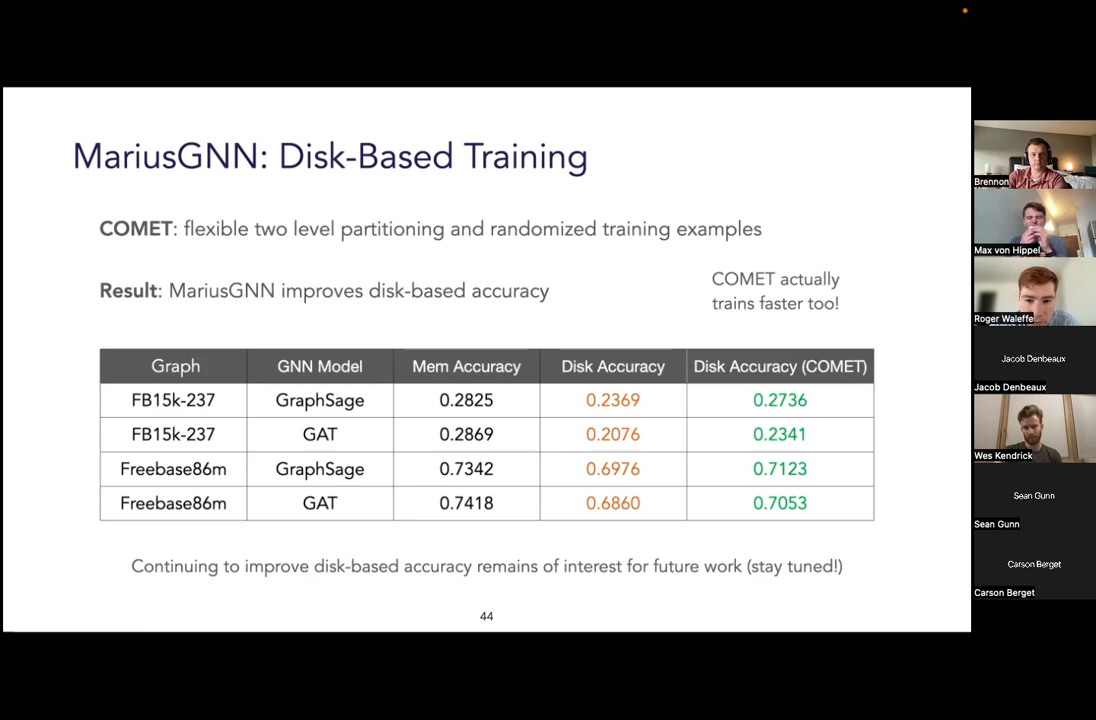 MariusGNN: Disk-Based Training
COMET: flexible two level partitioning and randomized training examples
Result: MariusGNN improves disk-based accuracy
COMET actually
trains faster too!
Graph GNN Model Mem Accuracy Disk Accuracy Disk Accuracy (COMET)
FB15k-237 GraphSage 0.2825 0.2369 0.2736
FB15k-237 GAT 0.2869 0.2076 0.2341
Freebase86m GraphSage 0.7342 0.6976 0.7123
Freebase86m GAT 0.7418 0.6860 0.7053
Continuing to improve disk-based accuracy remains of interest for future work (stay tuned!)
44
Brennon
Max von Hippel
Roger Waleffe
Jacob Denbeaux
Jacob Denbeaux
Wes Kendrick
Sean Gunn
Sean Gunn
Carson Berget
Carson Berget